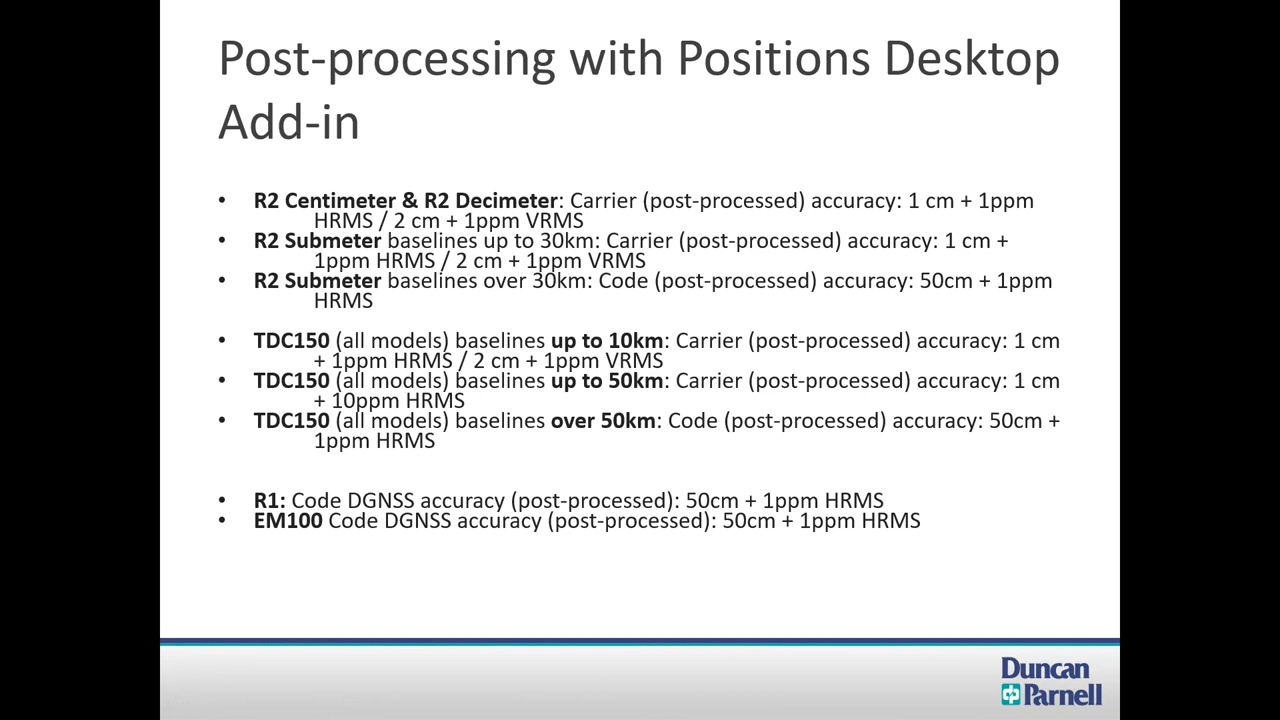 Post-processing with Positions Desktop
Add-in
• R2 Centimeter & R2 Decimeter: Carrier (post-processed) accuracy: 1 cm + 1ppm
HRMS / 2 cm + 1ppm VRMS
• R2 Submeter baselines up to 30km: Carrier (post-processed) accuracy: 1 cm +
1ppm HRMS / 2 cm + 1ppm VRMS
• R2 Submeter baselines over 30km: Code (post-processed) accuracy: 50cm + 1ppm
HRMS
• TDC150 (all models) baselines up to 10km: Carrier (post-processed) accuracy: 1 cm
+ 1ppm HRMS / 2 cm + 1ppm VRMS
• TDC150 (all models) baselines up to 50km: Carrier (post-processed) accuracy: 1 cm
+ 10ppm HRMS
• TDC150 (all models) baselines over 50km: Code (post-processed) accuracy: 50cm +
1ppm HRMS
• R1: Code DGNSS accuracy (post-processed): 50cm + 1ppm HRMS
• EM100 Code DGNSS accuracy (post-processed): 50cm + 1ppm HRMS
Duncan
Parnell